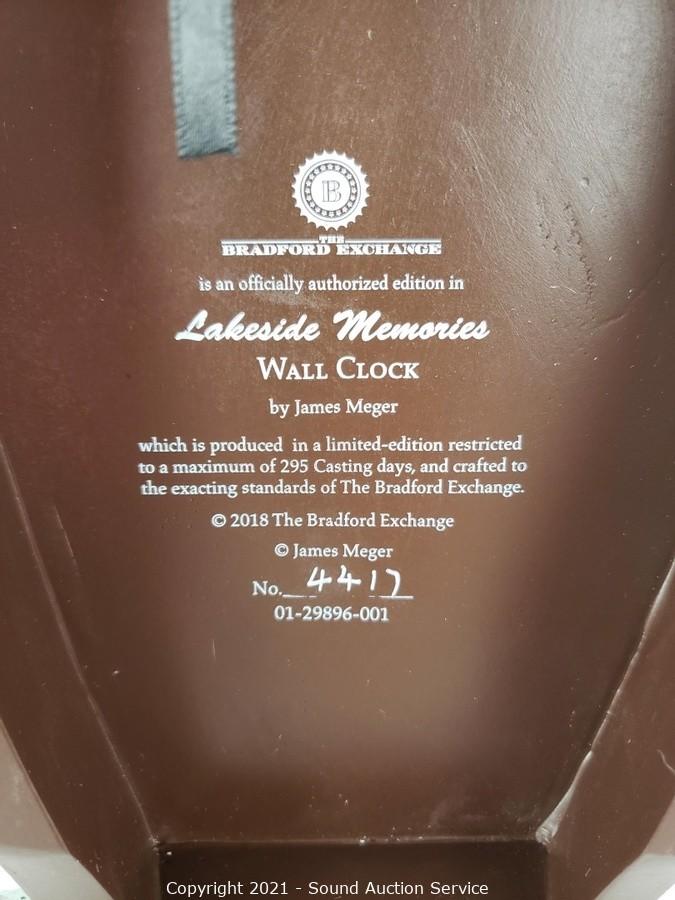 B
THE
BRADFORD EXCHANGE
is an officially authorized edition in
Lakeside Memories
WALL CLOCK
by James Meger
which is produced in a limited-edition restricted
to a maximum of 295 Casting days, and crafted to
the exacting standards of The Bradford Exchange.
© 2018 The Bradford Exchange
© James Meger
No. 4417
01-29896-001
Copyright 2021 - Sound Auction Service